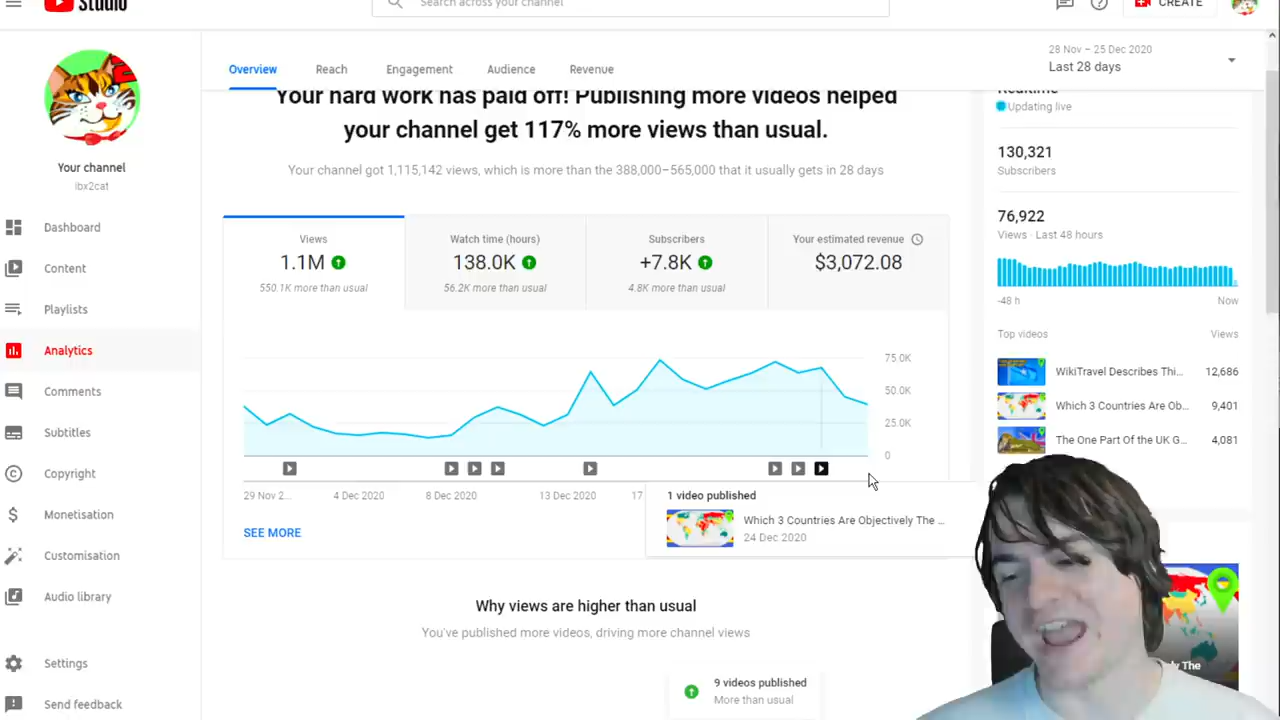 Studio
Search across your channel
CREATE
Your channel
ibx2cat
Dashboard
Content
Playlists
Analytics
Comments
Subtitles
Copyright
Monetisation
Customisation
Audio library
Settings
Send feedback
Overview
Reach
Engagement
Audience
Revenue
28 Nov – 25 Dec 2020
Last 28 days
Your hard work has paid off! Publishing more videos helped
your channel get 117% more views than usual.
Your channel got 1,115,142 views, which is more than the 388,000–565,000 that it usually gets in 28 days
Views
1.1M
550.1K more than usual
Watch time (hours)
138.0K
56.2K more than usual
Subscribers
+7.8K
4.8K more than usual
Your estimated revenue
$3,072.08
75.0K
50.0K
25.0K
0
29 Nov 2...
4 Dec 2020
8 Dec 2020
13 Dec 2020
17
1 video published
Which 3 Countries Are Objectively The ...
24 Dec 2020
SEE MORE
Why views are higher than usual
You've published more videos, driving more channel views
9 videos published
More than usual
Realtime
Updating live
130,321
Subscribers
76,922
Views · Last 48 hours
-48 h
Now
Top videos
Views
WikiTravel Describes Thi...
12,686
Which 3 Countries Are Ob...
9,401
The One Part Of the UK G...
4,081
The